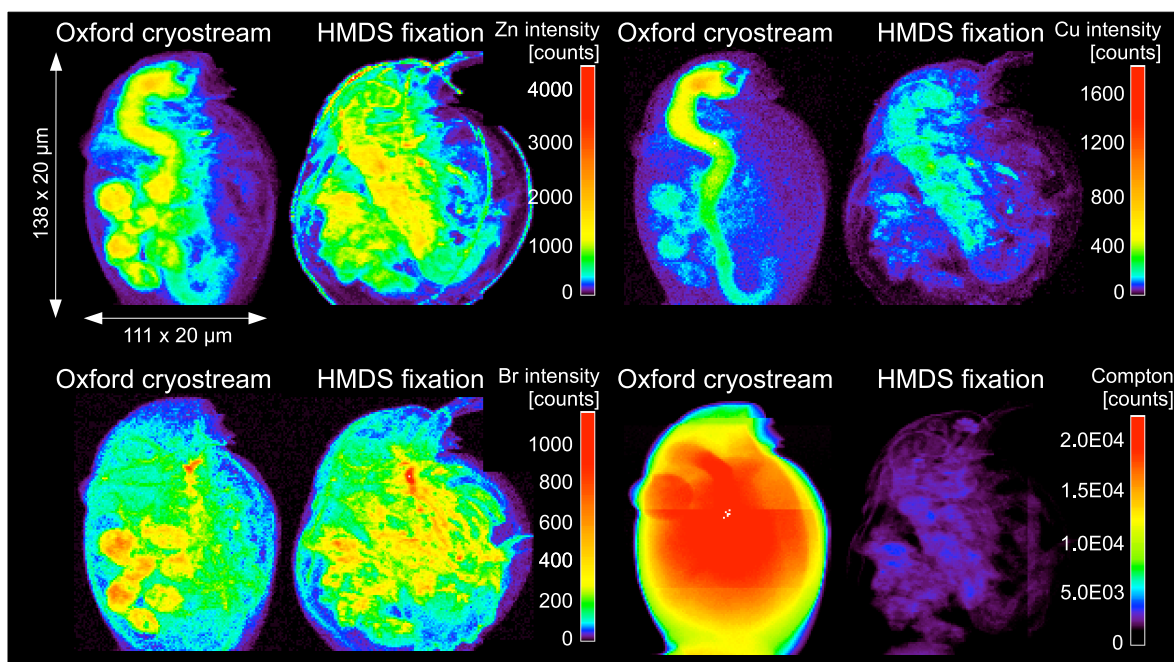 Oxford cryostream HMDS fixation Zn intensity Oxford cryostream HMDS fixation Cu intensity
[counts] [counts]
4000 1600
3000 1200
2000 800
1000 400
0 0
138 x 20 µm
111 x 20 µm
Oxford cryostream HMDS fixation Br intensity Oxford cryostream HMDS fixation Compton
[counts] [counts]
1000 2.0E04
800 1.5E04
600
400 1.0E04
200 5.0E03
0 0